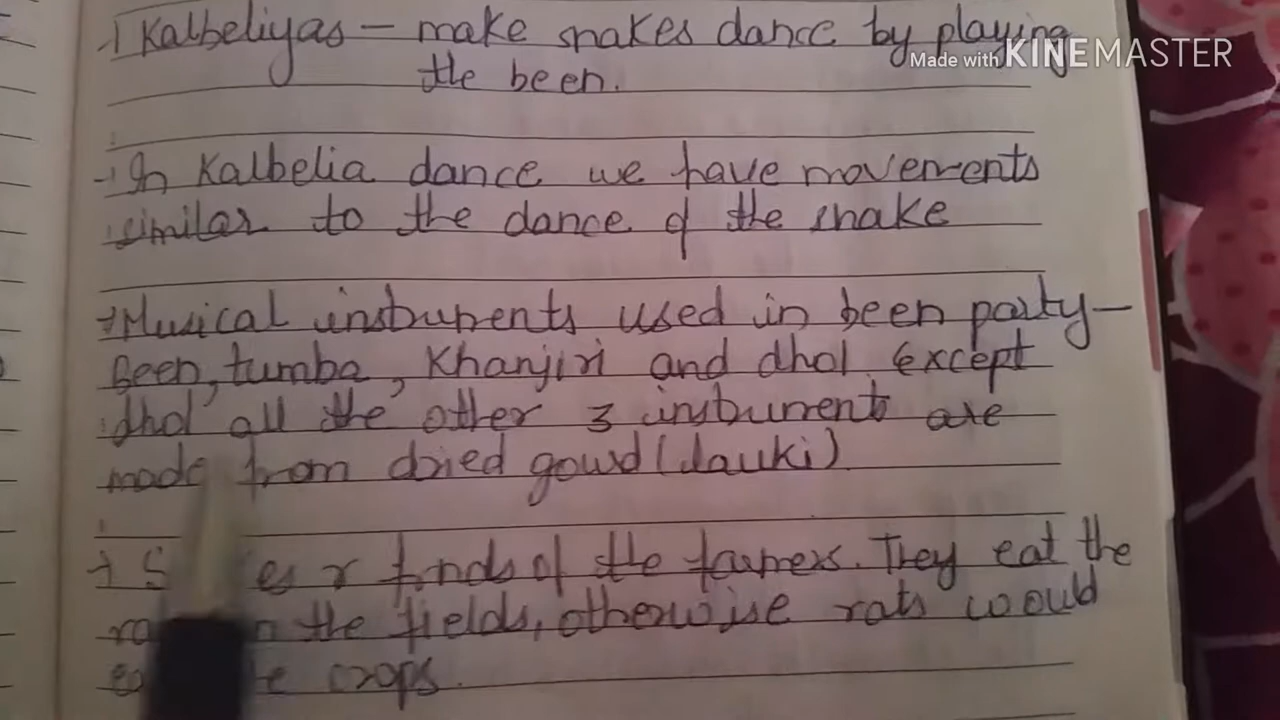 Kalbeliyas – make snakes dance by playing
the been.
Made with KINEMASTER
- In Kalbelia dance we have movements
similar to the dance of the snake
Musical instruments used in been party –
Been, tumba, Khanjiri and dhol. Except
dhol all the other 3 instrument are
made from dried gourd (lauki)
r frnds of the farmers. They eat the
the fields, otherwise rats would
crops.